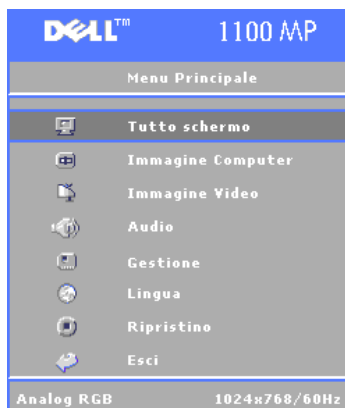 DELL™ 1100 MP
Menu Principale
Tutto schermo
Immagine Computer
Immagine Video
Audio
Gestione
Lingua
Ripristino
Esci
Analog RGB 1024x768/60Hz